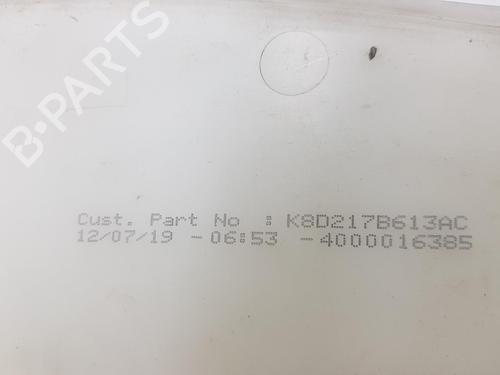 B-PARTS
Cust. Part No : K8D217B613AC
12/07/19 -06:53 -4000016385